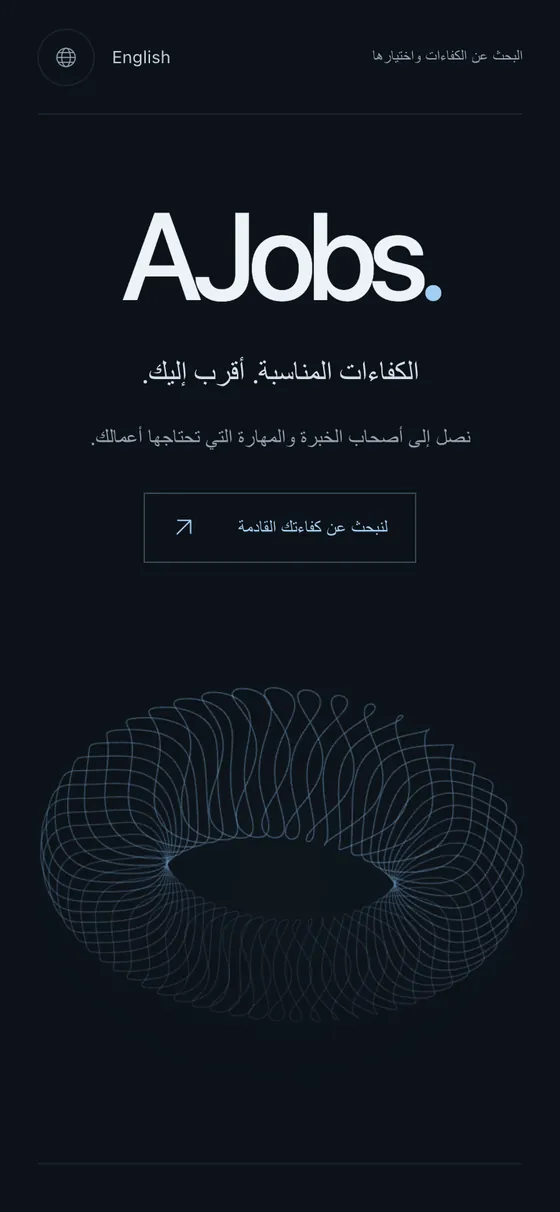 البحث عن الكفاءات واختيارها
English
AJobs.
الكفاءات المناسبة. أقرب إليك.
نصل إلى أصحاب الخبرة والمهارة التي تحتاجها أعمالك.
لنبحث عن كفاءتك القادمة